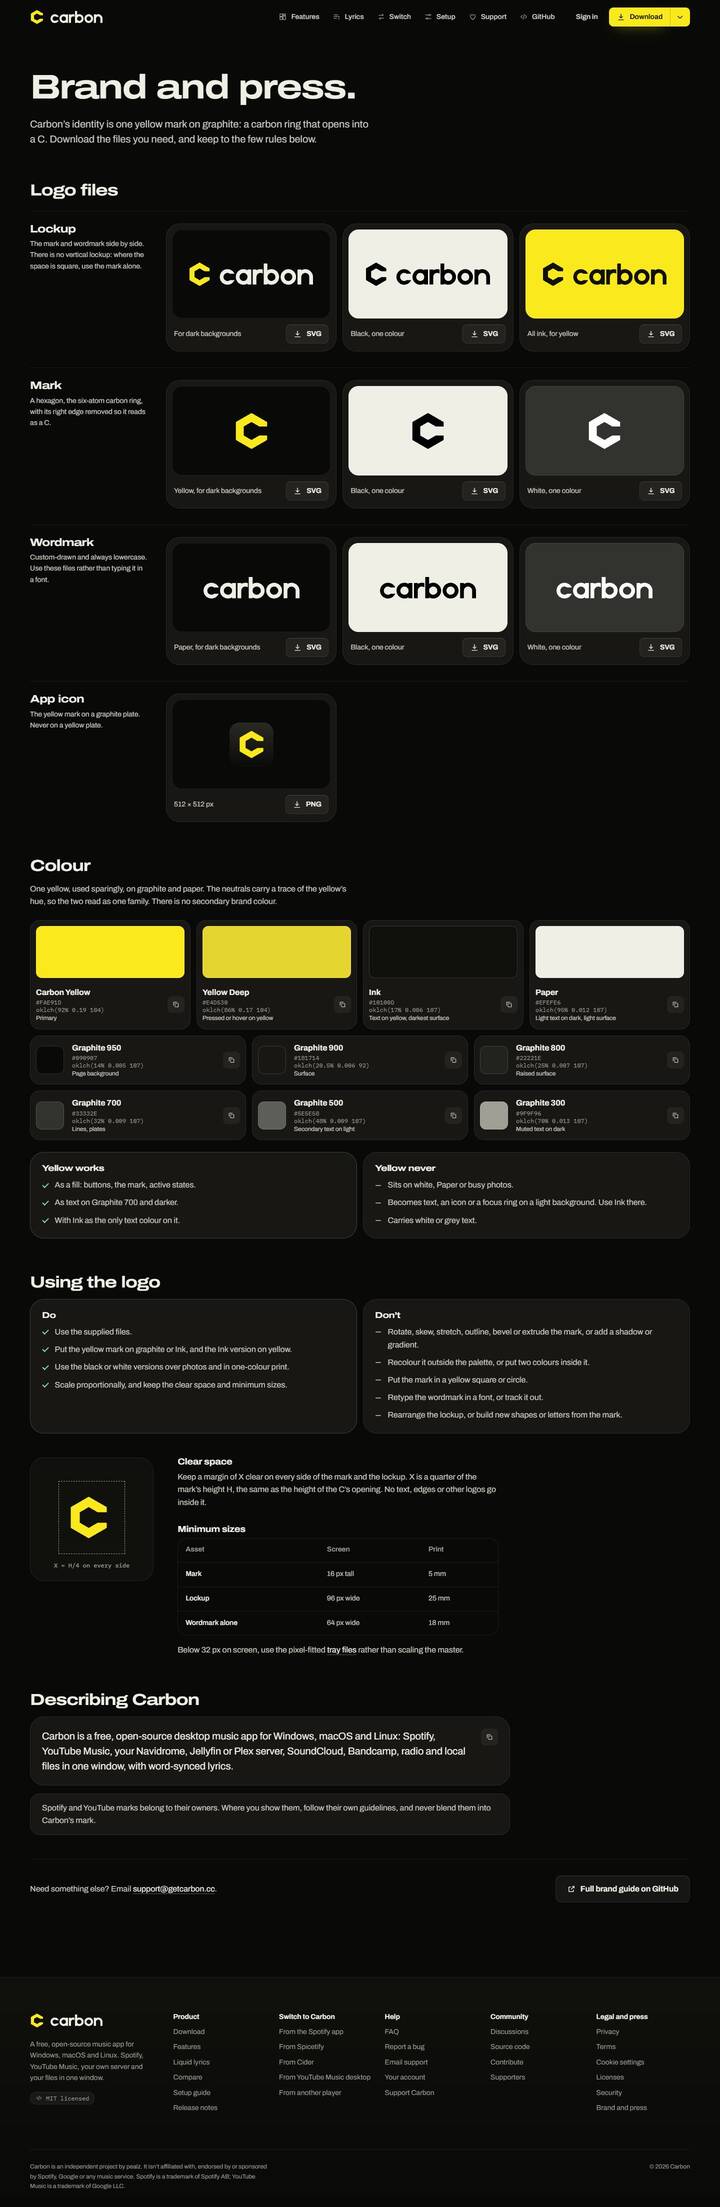 carbon
Features
Lyrics
Switch
Setup
Support
GitHub
Sign in
Download
Brand and press.
Carbon's identity is one yellow mark on graphite: a carbon ring that opens into
a C. Download the files you need, and keep to the few rules below.
Logo files
Lockup
The mark and wordmark side by side.
There is no vertical lockup: where the
space is square, use the mark alone.
carbon
For dark backgrounds
SVG
carbon
Black, one colour
SVG
carbon
All ink, for yellow
SVG
Mark
A hexagon, the six-atom carbon ring,
with its right edge removed so it reads
as a C.
Yellow, for dark backgrounds
SVG
Black, one colour
SVG
White, one colour
SVG
Wordmark
Custom-drawn and always lowercase.
Use these files rather than typing it in
a font.
carbon
Paper, for dark backgrounds
SVG
carbon
Black, one colour
SVG
carbon
White, one colour
SVG
App icon
The yellow mark on a graphite plate.
Never on a yellow plate.
512 × 512 px
PNG
Colour
One yellow, used sparingly, on graphite and paper. The neutrals carry a trace of the yellow's
hue, so the two read as one family. There is no secondary brand colour.
Carbon Yellow
#FAE91D
oklch(92% 0.19 104)
Primary
Yellow Deep
#E4D530
oklch(86% 0.17 104)
Pressed or hover on yellow
Ink
#10100D
oklch(17% 0.006 107)
Text on yellow, darkest surface
Paper
#EFEFE6
oklch(95% 0.012 107)
Light text on dark, light surface
Graphite 950
#090907
oklch(14% 0.005 107)
Page background
Graphite 900
#181714
oklch(20.5% 0.006 92)
Surface
Graphite 800
#22221E
oklch(25% 0.007 107)
Raised surface
Graphite 700
#33332E
oklch(32% 0.009 107)
Lines, plates
Graphite 500
#5E5E58
oklch(48% 0.009 107)
Secondary text on light
Graphite 300
#9F9F96
oklch(70% 0.013 107)
Muted text on dark
Yellow works
As a fill: buttons, the mark, active states.
As text on Graphite 700 and darker.
With Ink as the only text colour on it.
Yellow never
Sits on white, Paper or busy photos.
Becomes text, an icon or a focus ring on a light background. Use Ink there.
Carries white or grey text.
Using the logo
Do
Use the supplied files.
Put the yellow mark on graphite or Ink, and the Ink version on yellow.
Use the black or white versions over photos and in one-colour print.
Scale proportionally, and keep the clear space and minimum sizes.
Don't
Rotate, skew, stretch, outline, bevel or extrude the mark, or add a shadow or
gradient.
Recolour it outside the palette, or put two colours inside it.
Put the mark in a yellow square or circle.
Retype the wordmark in a font, or track it out.
Rearrange the lockup, or build new shapes or letters from the mark.
X = H/4 on every side
Clear space
Keep a margin of X clear on every side of the mark and the lockup. X is a quarter of the
mark's height H, the same as the height of the C's opening. No text, edges or other logos go
inside it.
Minimum sizes
Asset Screen Print
Mark 16 px tall 5 mm
Lockup 96 px wide 25 mm
Wordmark alone 64 px wide 18 mm
Below 32 px on screen, use the pixel-fitted tray files rather than scaling the master.
Describing Carbon
Carbon is a free, open-source desktop music app for Windows, macOS and Linux: Spotify,
YouTube Music, your Navidrome, Jellyfin or Plex server, SoundCloud, Bandcamp, radio and local
files in one window, with word-synced lyrics.
Spotify and YouTube marks belong to their owners. Where you show them, follow their own guidelines, and never blend them into
Carbon's mark.
Need something else? Email support@getcarbon.cc.
Full brand guide on GitHub
carbon
A free, open-source music app for
Windows, macOS and Linux. Spotify,
YouTube Music, your own server and
your files in one window.
MIT licensed
Product
Download
Features
Liquid lyrics
Compare
Setup guide
Release notes
Switch to Carbon
From the Spotify app
From Spicetify
From Cider
From YouTube Music desktop
From another player
Help
FAQ
Report a bug
Email support
Your account
Support Carbon
Community
Discussions
Source code
Contribute
Supporters
Legal and press
Privacy
Terms
Cookie settings
Licenses
Security
Brand and press
Carbon is an independent project by pealz. It isn't affiliated with, endorsed by or sponsored
by Spotify, Google or any music service. Spotify is a trademark of Spotify AB; YouTube
Music is a trademark of Google LLC.
© 2026 Carbon